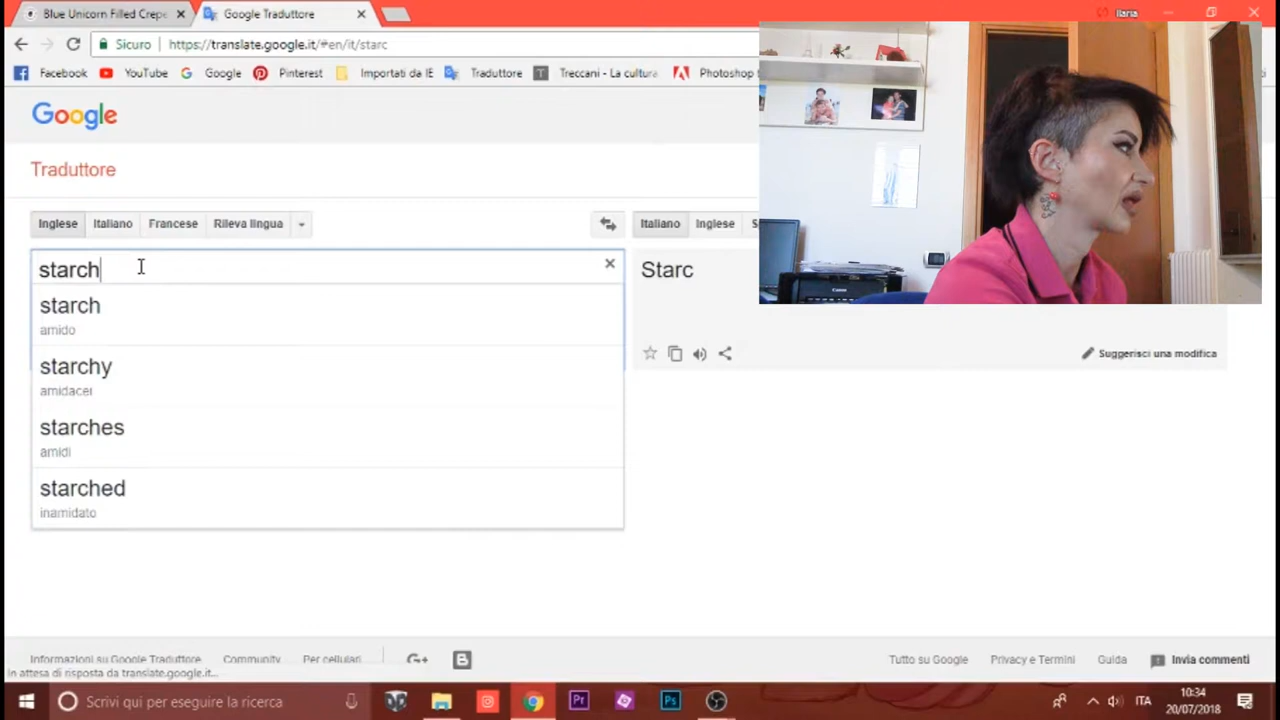 Blue Unicorn Filled Crepe
Google Traduttore
Ilaria
Sicuro
https://translate.google.it/#en/it/starc
Facebook YouTube Google Pinterest Importati da IE Traduttore Treccani - La cultura Photoshop
Google
Traduttore
Inglese Italiano Francese Rileva lingua
Italiano Inglese
starch
Starc
starch
amido
starchy
amidacei
starches
amidi
starched
inamidato
Suggerisci una modifica
Canon
Informazioni su Google Traduttore Community Per cellulari G+
Tutto su Google Privacy e Termini Guida Invia commenti
In attesa di risposta da translate.google.it...
Scrivi qui per eseguire la ricerca
Pr
Ps
ITA
10:34
20/07/2018